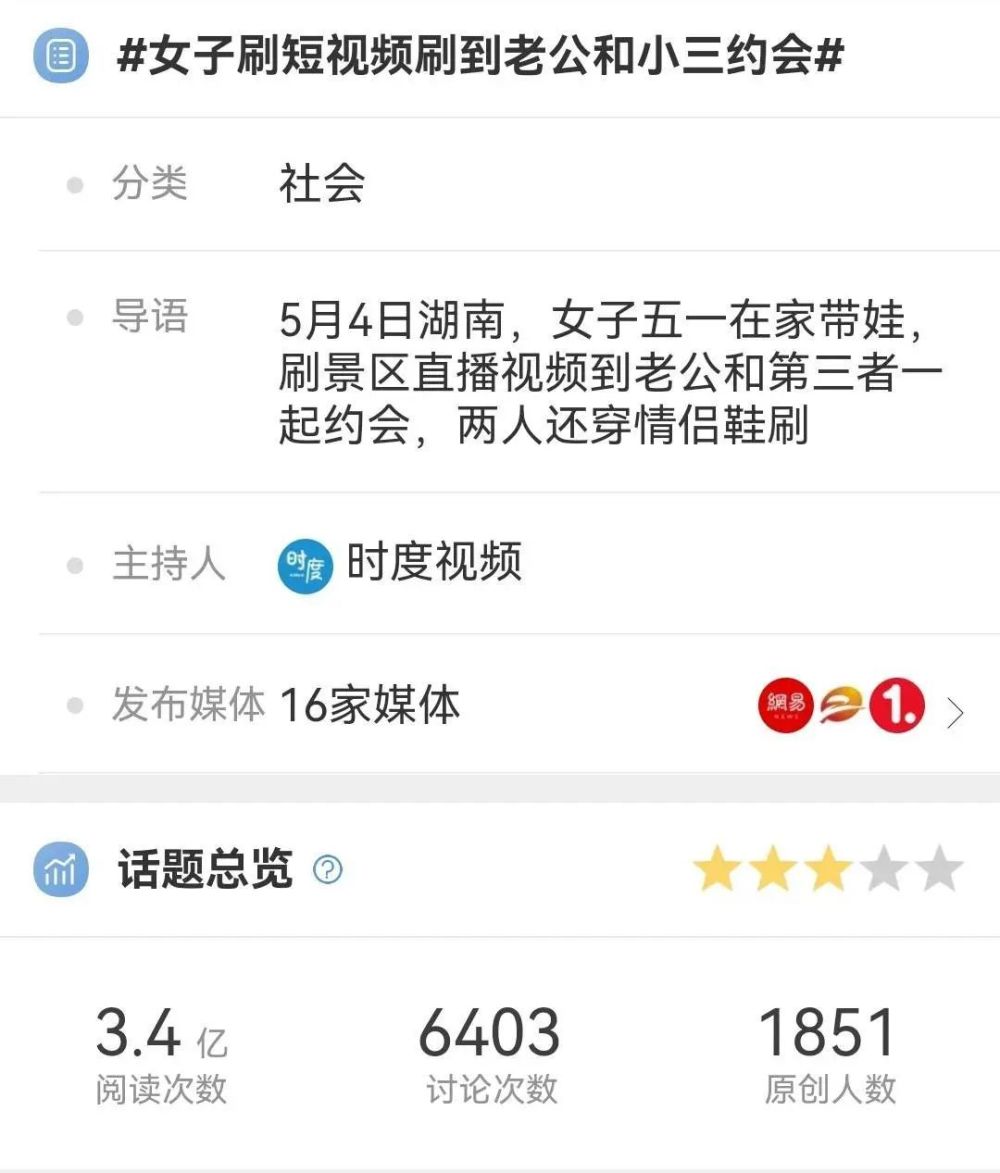 #女子刷短视频刷到老公和小三约会#
分类 社会
导语 5月4日湖南，女子五一在家带娃，
刷景区直播视频到老公和第三者一
起约会，两人还穿情侣鞋刷
主持人 时度 时度视频
发布媒体 16家媒体 網易 NEWS 1.
话题总览 ?
3.4亿 6403 1851
阅读次数 讨论次数 原创人数